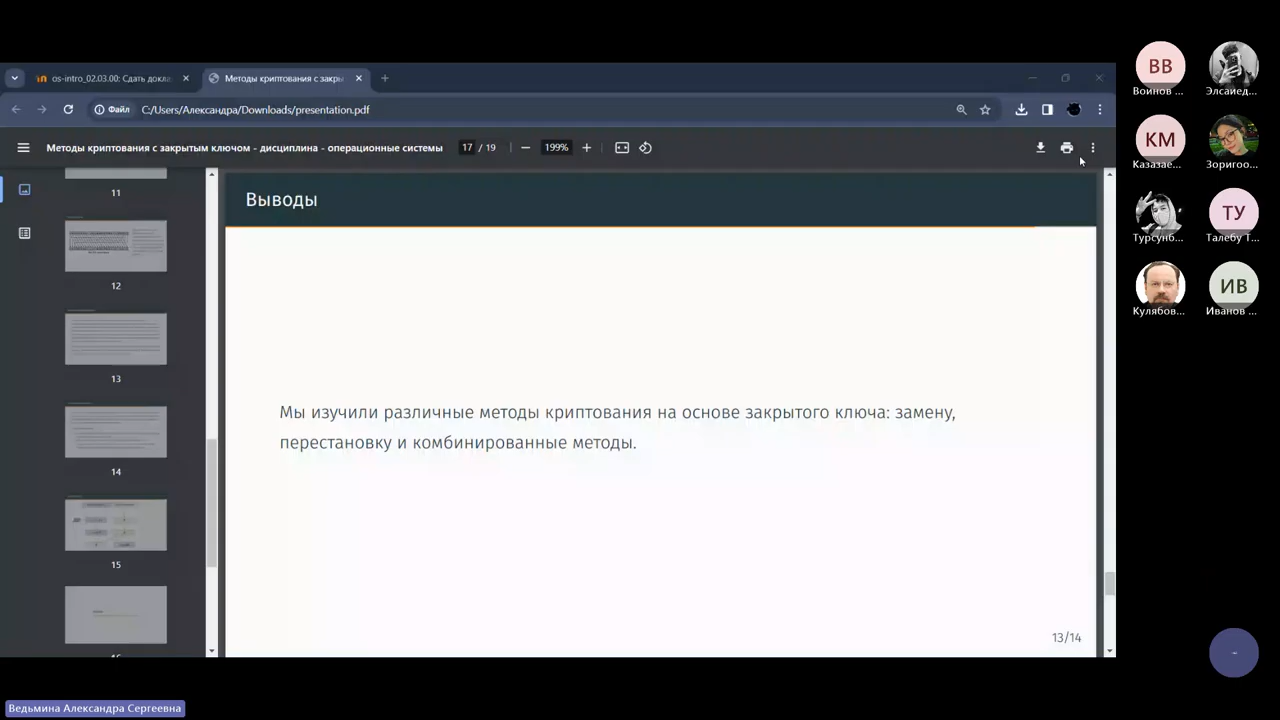 os-intro_02.03.00: Сдать докла
Методы криптования с закры
Файл
C:/Users/Александра/Downloads/presentation.pdf
Методы криптования с закрытым ключом - дисциплина - операционные системы
17 / 19
199%
11
12
13
14
15
Выводы
Мы изучили различные методы криптования на основе закрытого ключа: замену,
перестановку и комбинированные методы.
13/14
ВВ
Воинов ...
Элсаиед...
КМ
Казазае...
Зоригоо...
Турсунб...
ТУ
Талебу Т...
Кулябов...
ИВ
Иванов ...
Ведьмина Александра Сергеевна